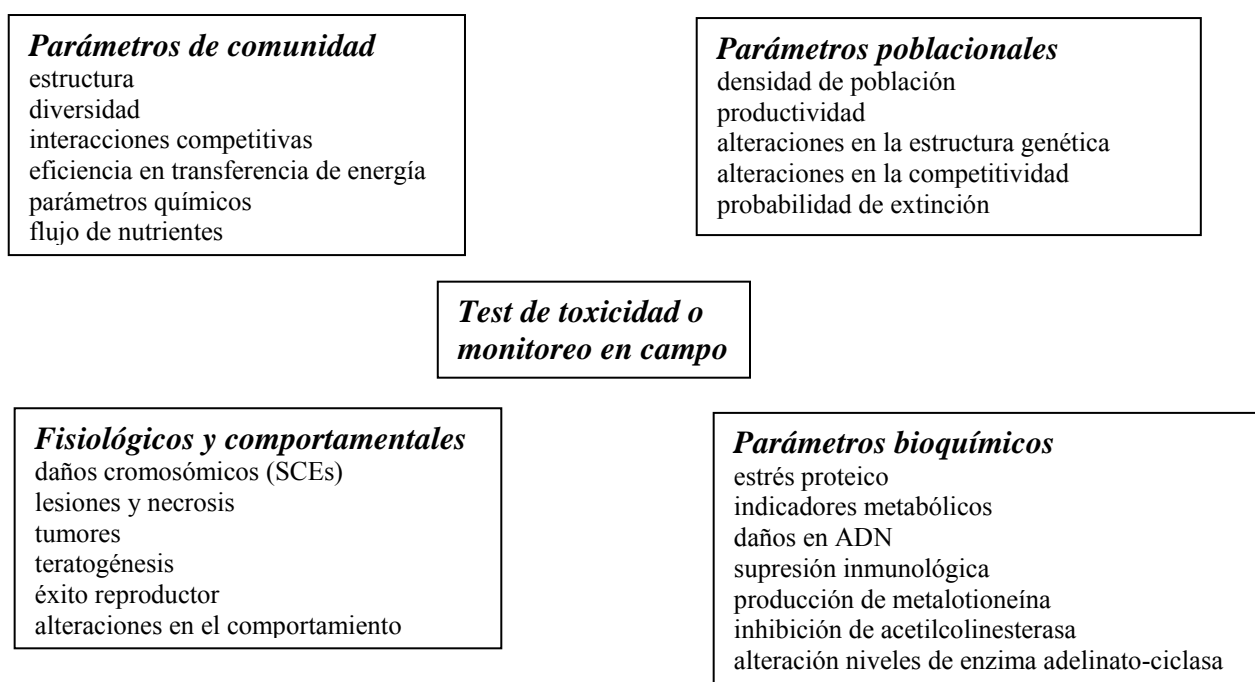 Parámetros de comunidad
estructura
diversidad
interacciones competitivas
eficiencia en transferencia de energía
parámetros químicos
flujo de nutrientes
Parámetros poblacionales
densidad de población
productividad
alteraciones en la estructura genética
alteraciones en la competitividad
probabilidad de extinción
Test de toxicidad o
monitoreo en campo
Fisiológicos y comportamentales
daños cromosómicos (SCEs)
lesiones y necrosis
tumores
teratogénesis
éxito reproductor
alteraciones en el comportamiento
Parámetros bioquímicos
estrés proteico
indicadores metabólicos
daños en ADN
supresión inmunológica
producción de metalotioneína
inhibición de acetilcolinesterasa
alteración niveles de enzima adelinato-ciclasa